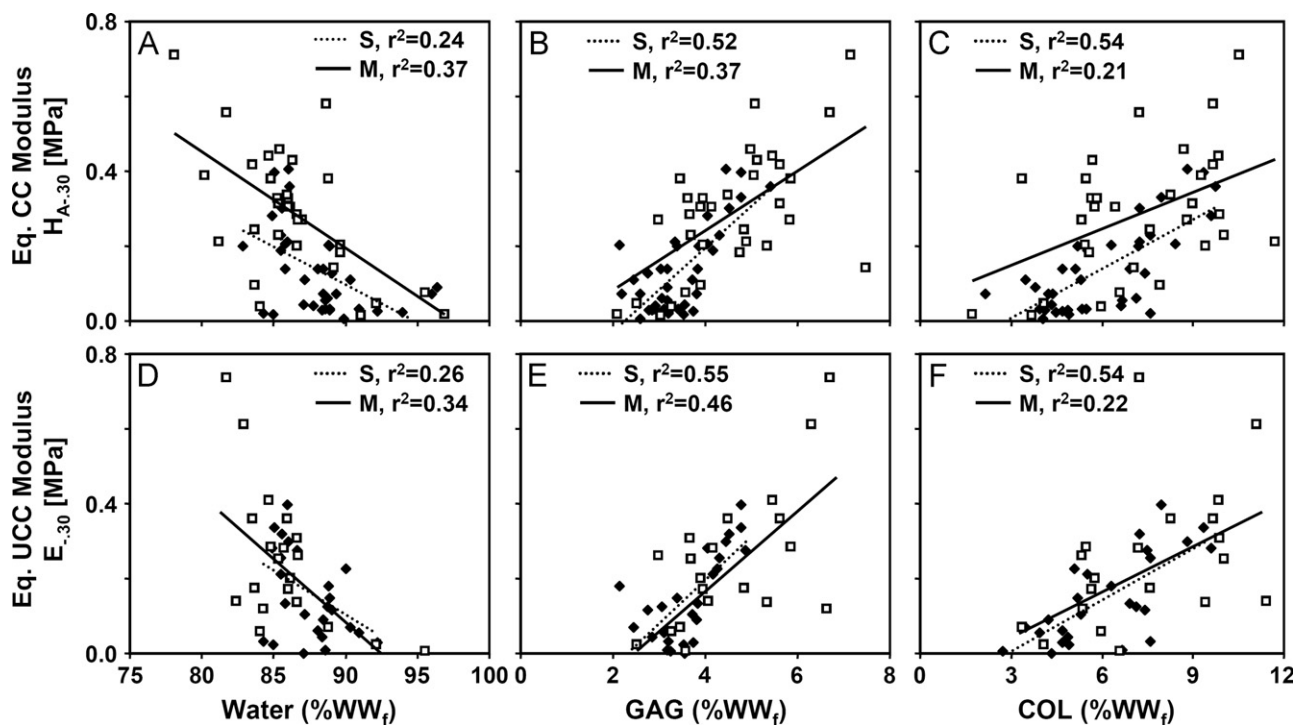 A
S, r²=0.24
M, r²=0.37
B
S, r²=0.52
M, r²=0.37
C
S, r²=0.54
M, r²=0.21
Eq. CC Modulus
H_A-.30 [MPa]
0.8
0.4
0.0
D
S, r²=0.26
M, r²=0.34
E
S, r²=0.55
M, r²=0.46
F
S, r²=0.54
M, r²=0.22
Eq. UCC Modulus
E_-.30 [MPa]
0.8
0.4
0.0
75 80 85 90 95 100
0 2 4 6 8
0 3 6 9 12
Water (%WW_f)
GAG (%WW_f)
COL (%WW_f)